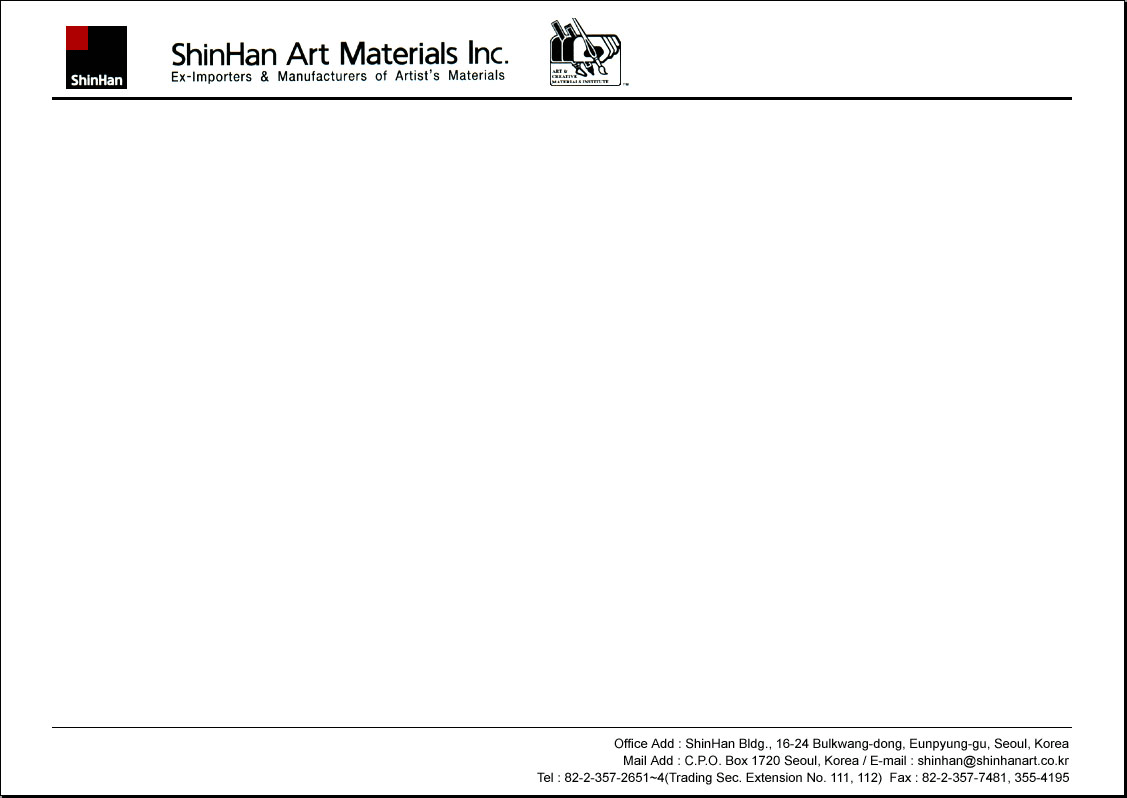 ShinHan
ShinHan Art Materials Inc.
Ex-Importers & Manufacturers of Artist's Materials
ART &
CREATIVE
MATERIALS INSTITUTE
TM
Office Add : ShinHan Bldg., 16-24 Bulkwang-dong, Eunpyung-gu, Seoul, Korea
Mail Add : C.P.O. Box 1720 Seoul, Korea / E-mail : shinhan@shinhanart.co.kr
Tel : 82-2-357-2651~4(Trading Sec. Extension No. 111, 112)  Fax : 82-2-357-7481, 355-4195